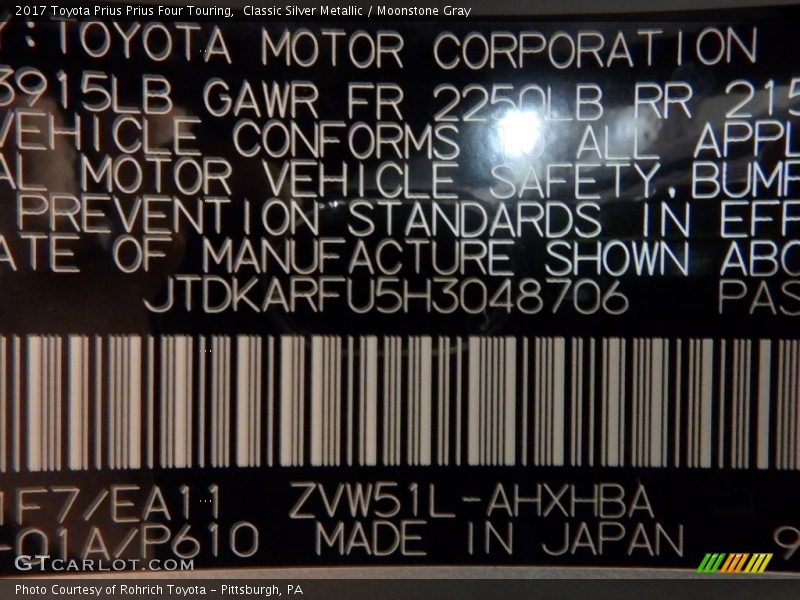 2017 Toyota Prius Prius Four Touring,  Classic Silver Metallic / Moonstone Gray
Y:TOYOTA MOTOR CORPORATION
3915LB GAWR FR 2250LB RR 215
VEHICLE CONFORMS ALL APPL
AL MOTOR VEHICLE SAFETY, BUMP
PREVENTION STANDARDS IN EFF
ATE OF MANUFACTURE SHOWN ABO
JTDKARFU5H3048706 PAS
1F7/EA11 ZVW51L-AHXHBA
-01A/P610 MADE IN JAPAN 9
GTcarlot.com
Photo Courtesy of Rohrich Toyota - Pittsburgh, PA